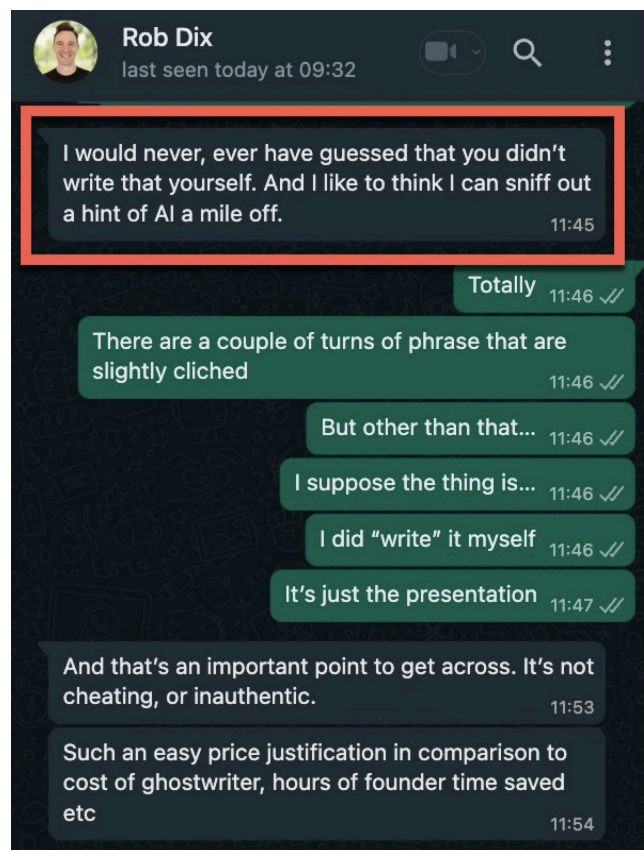 Rob Dix
last seen today at 09:32
I would never, ever have guessed that you didn’t
write that yourself. And I like to think I can sniff out
a hint of AI a mile off.
11:45
Totally
11:46
There are a couple of turns of phrase that are
slightly cliched
11:46
But other than that...
11:46
I suppose the thing is...
11:46
I did “write” it myself
11:46
It’s just the presentation
11:47
And that’s an important point to get across. It’s not
cheating, or inauthentic.
11:53
Such an easy price justification in comparison to
cost of ghostwriter, hours of founder time saved
etc
11:54